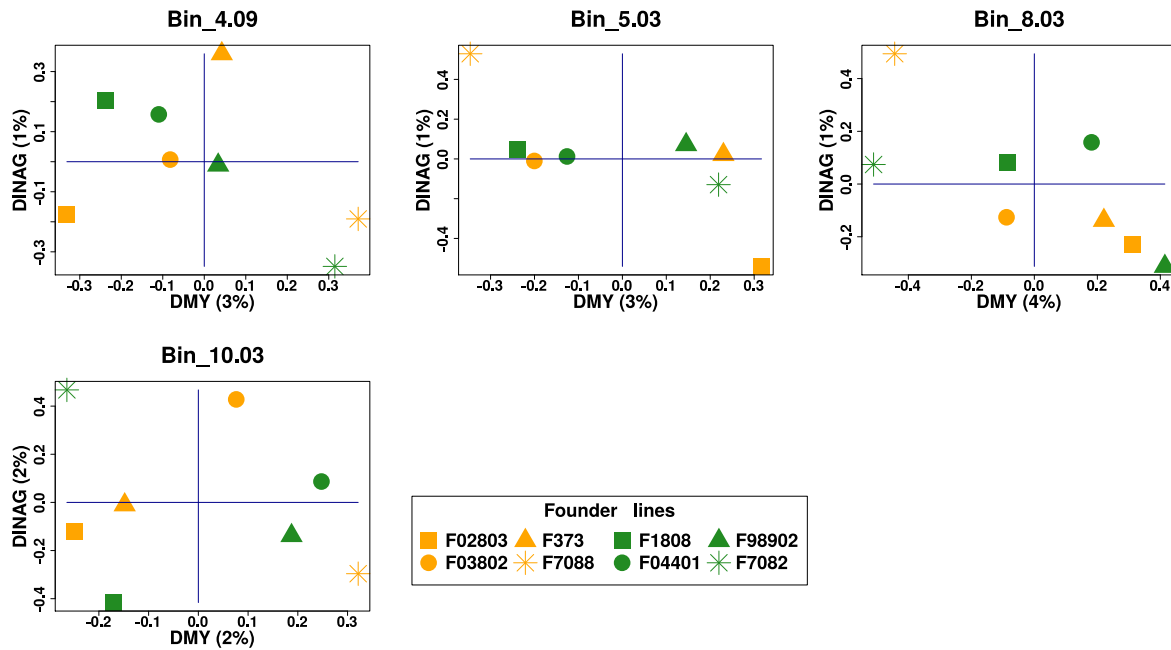 Bin_4.09
DINAG (1%)
0.3
0.1
-0.1
-0.3
-0.3 -0.2 -0.1 0.0 0.1 0.2 0.3
DMY (3%)
Bin_5.03
DINAG (1%)
0.4
0.2
0.0
-0.4
-0.3 -0.2 -0.1 0.0 0.1 0.2 0.3
DMY (3%)
Bin_8.03
DINAG (1%)
0.4
0.2
0.0
-0.2
-0.4 -0.2 0.0 0.2 0.4
DMY (4%)
Bin_10.03
DINAG (2%)
0.4
0.2
0.0
-0.2
-0.4
-0.2 -0.1 0.0 0.1 0.2 0.3
DMY (2%)
Founder lines
F02803 F373 F1808 F98902
F03802 F7088 F04401 F7082